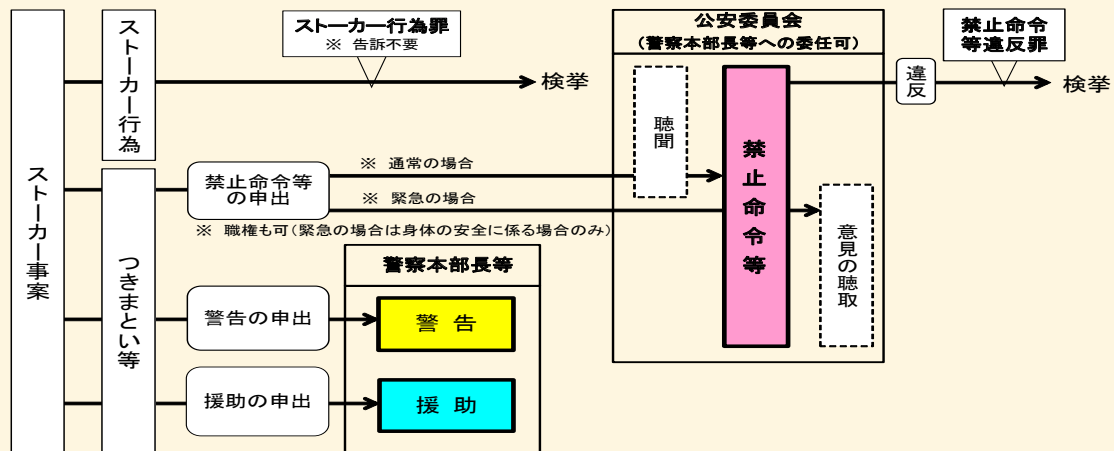 ストーカー事案
ストーカー行為
ストーカー行為罪
※ 告訴不要
検挙
公安委員会
(警察本部長等への委任可)
聴聞
禁止命令等
意見の聴取
違反
禁止命令
等違反罪
検挙
つきまとい等
禁止命令等
の申出
※ 通常の場合
※ 緊急の場合
※ 職権も可(緊急の場合は身体の安全に係る場合のみ)
警察本部長等
警告の申出
警 告
援助の申出
援 助